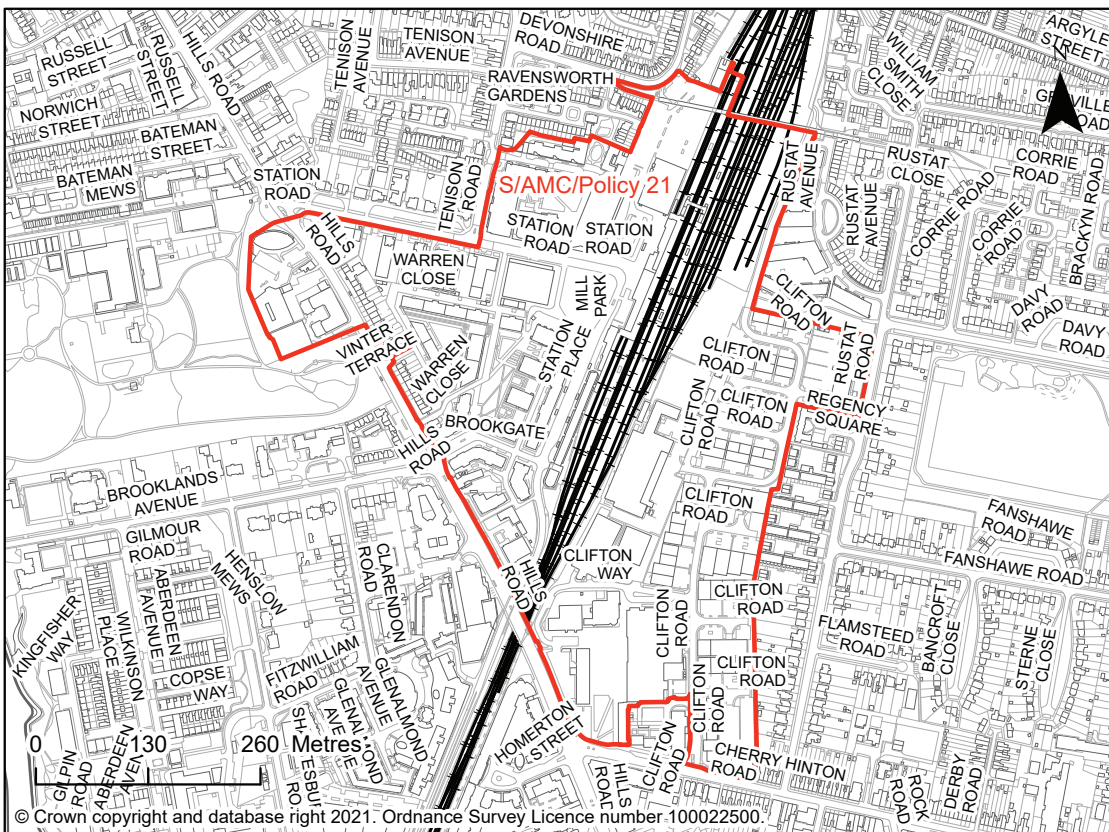 RUSSELL
STREET
RUSSELL
STREET
HILLS ROAD
TENISON
AVENUE
TENISON
AVENUE
DEVONSHIRE
ROAD
WILLIAM
SMITH
CLOSE
ARGYLE
STREET
NORWICH
STREET
BATEMAN
STREET
RAVENSWORTH
GARDENS
ROAD
BATEMAN
MEWS
STATION
ROAD
TENISON
ROAD
S/AMC/Policy 21
RUSTAT
AVENUE
RUSTAT
CLOSE
CORRIE
ROAD
HILLS
ROAD
STATION
ROAD
STATION
ROAD
RUSTAT
AVENUE
CORRIE ROAD
CORRIE
ROAD
BRACKYN ROAD
WARREN
CLOSE
MILL
PARK
CLIFTON
ROAD
DAVY
ROAD
DAVY
ROAD
VINTER
TERRACE
WARREN
CLOSE
STATION
PLACE
CLIFTON
ROAD
RUSTAT
ROAD
CLIFTON
ROAD
CLIFTON
ROAD
REGENCY
SQUARE
BROOKGATE
HILLS
ROAD
BROOKLANDS
AVENUE
CLIFTON
ROAD
FANSHAWE
ROAD
GILMOUR
ROAD
HENSLOW
MEWS
CLARENDON
ROAD
HILLS
ROAD
CLIFTON
WAY
FANSHAWE ROAD
KINGFISHER
WAY
WILKINSON
PLACE
ABERDEEN
AVENUE
CLIFTON
ROAD
CLIFTON
ROAD
FLAMSTEED
ROAD
BANCROFT
CLOSE
STERNE
CLOSE
COPSE
WAY
FITZWILLIAM
ROAD
GLENALMOND
AVENUE
GLENALMOND
AVENUE
CLIFTON
ROAD
CLIFTON
ROAD
HOMERTON
STREET
0 130 260 Metres
GILPIN
ROAD
ABERDEEN
AVENUE
HILLS
ROAD
CLIFTON
ROAD
CHERRY HINTON
ROAD
ROCK
ROAD
DERBY
ROAD
© Crown copyright and database right 2021. Ordnance Survey Licence number 100022500.